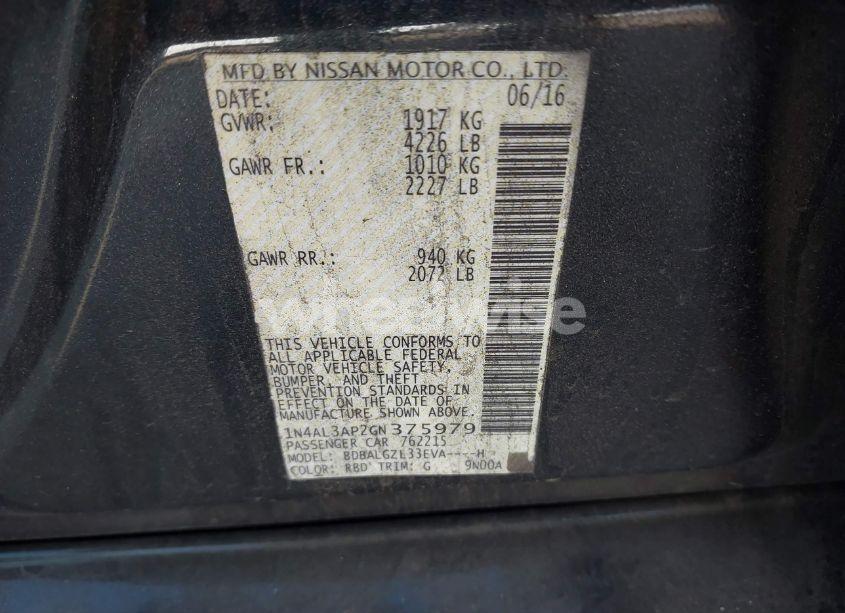 MFD BY NISSAN MOTOR CO., LTD.
DATE: 06/16
GVWR: 1917 KG
4226 LB
GAWR FR.: 1010 KG
2227 LB
GAWR RR.: 940 KG
2072 LB
wheelwise
THIS VEHICLE CONFORMS TO
ALL APPLICABLE FEDERAL
MOTOR VEHICLE SAFETY,
BUMPER, AND THEFT
PREVENTION STANDARDS IN
EFFECT ON THE DATE OF
MANUFACTURE SHOWN ABOVE.
1N4AL3AP2GN375979
PASSENGER CAR 762215
MODEL: BDBALGZL33EVA----H
COLOR: RBD TRIM: G 9N00A